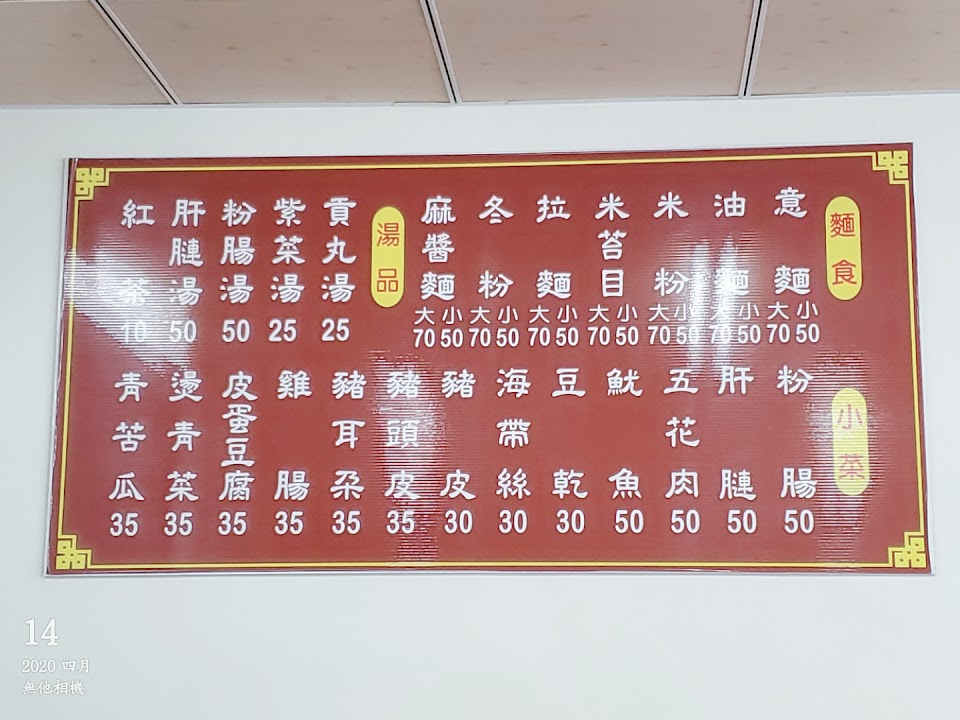 麵食
意麵 大70 小50
油麵 大70 小50
米粉 大70 小50
米苔目 大70 小50
拉麵 大70 小50
冬粉 大70 小50
麻醬麵 大70 小50
湯品
貢丸湯 25
紫菜湯 25
粉腸湯 50
肝膶湯 50
紅茶 10
小菜
粉腸 50
肝膶 50
五花肉 50
魷魚 50
豆乾 30
海帶絲 30
豬皮 30
豬頭皮 35
豬耳朶 35
雞腸 35
皮蛋豆腐 35
燙青菜 35
青苦瓜 35
14
2020 四月
無他相機